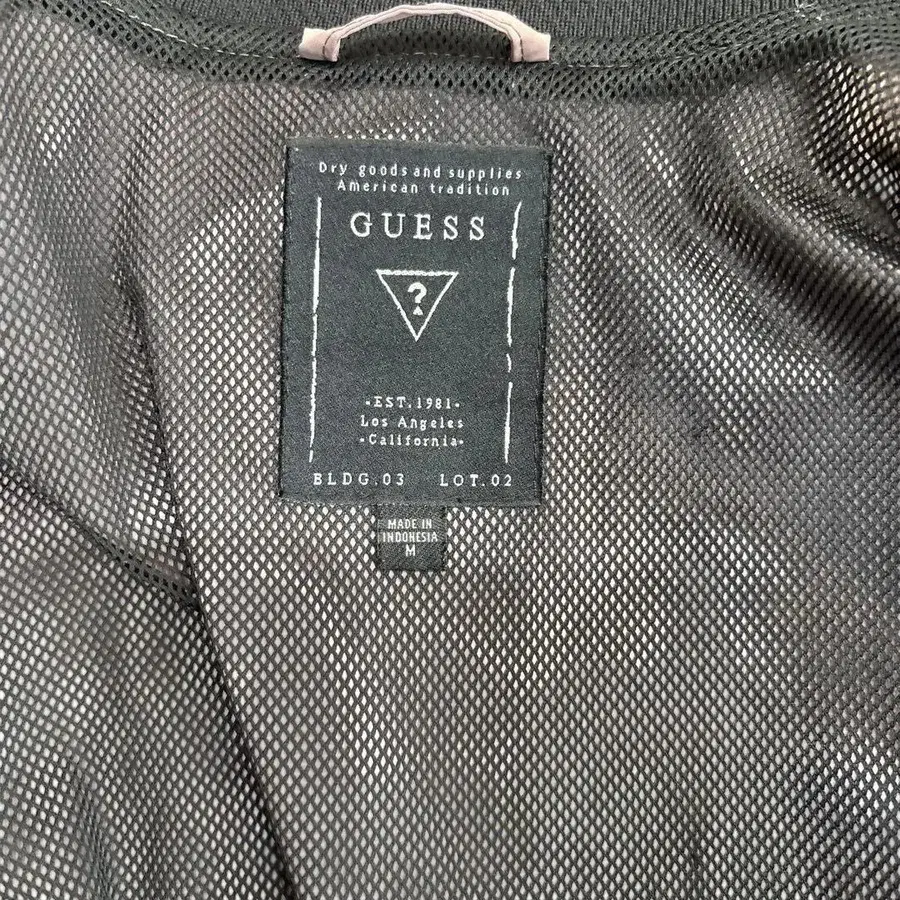 Dry goods and supplies
American tradition
GUESS
?
-EST.1981-
Los Angeles
-California-
BLDG.03 LOT.02
MADE IN
INDONESIA
M